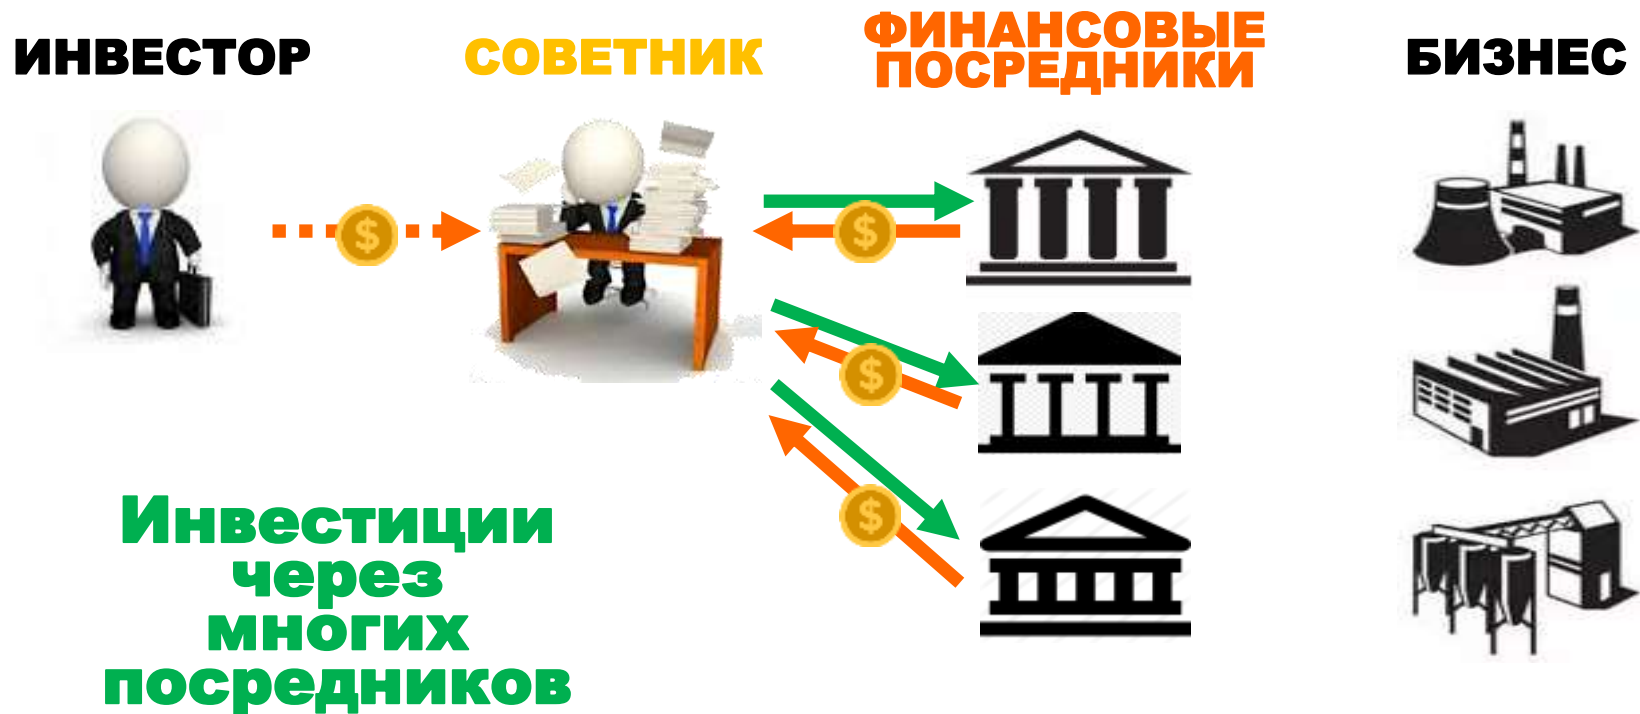 ИНВЕСТОР
СОВЕТНИК
ФИНАНСОВЫЕ
ПОСРЕДНИКИ
БИЗНЕС
$
$
$
$
Инвестиции
через
многих
посредников